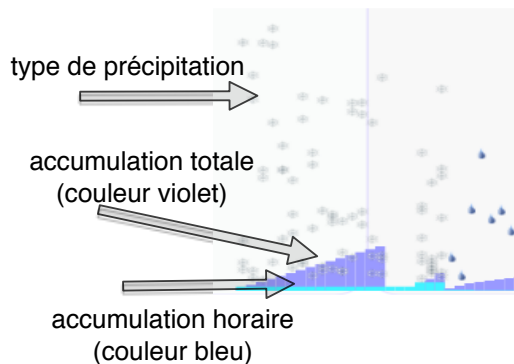 type de précipitation
accumulation totale
(couleur violet)
accumulation horaire
(couleur bleu)